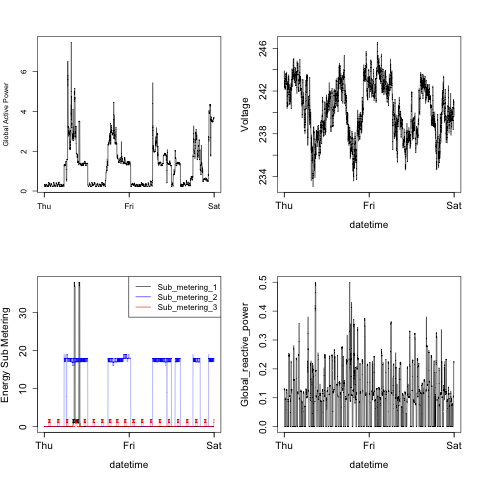 Global Active Power
6
4
2
0
Thu
Fri
Sat
Voltage
246
242
238
234
Thu
Fri
Sat
datetime
Energy Sub Metering
30
20
10
0
Sub_metering_1
Sub_metering_2
Sub_metering_3
Thu
Fri
Sat
datetime
Global_reactive_power
0.5
0.4
0.3
0.2
0.1
0.0
Thu
Fri
Sat
datetime